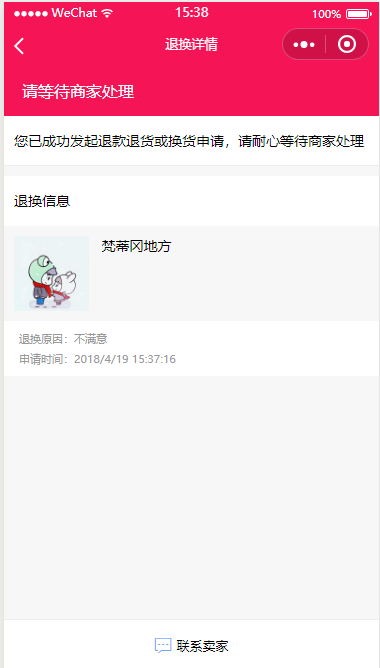 WeChat
15:38
100%
退换详情
请等待商家处理
您已成功发起退款退货或换货申请，请耐心等待商家处理
退换信息
梵蒂冈地方
退换原因：不满意
申请时间：2018/4/19 15:37:16
联系卖家